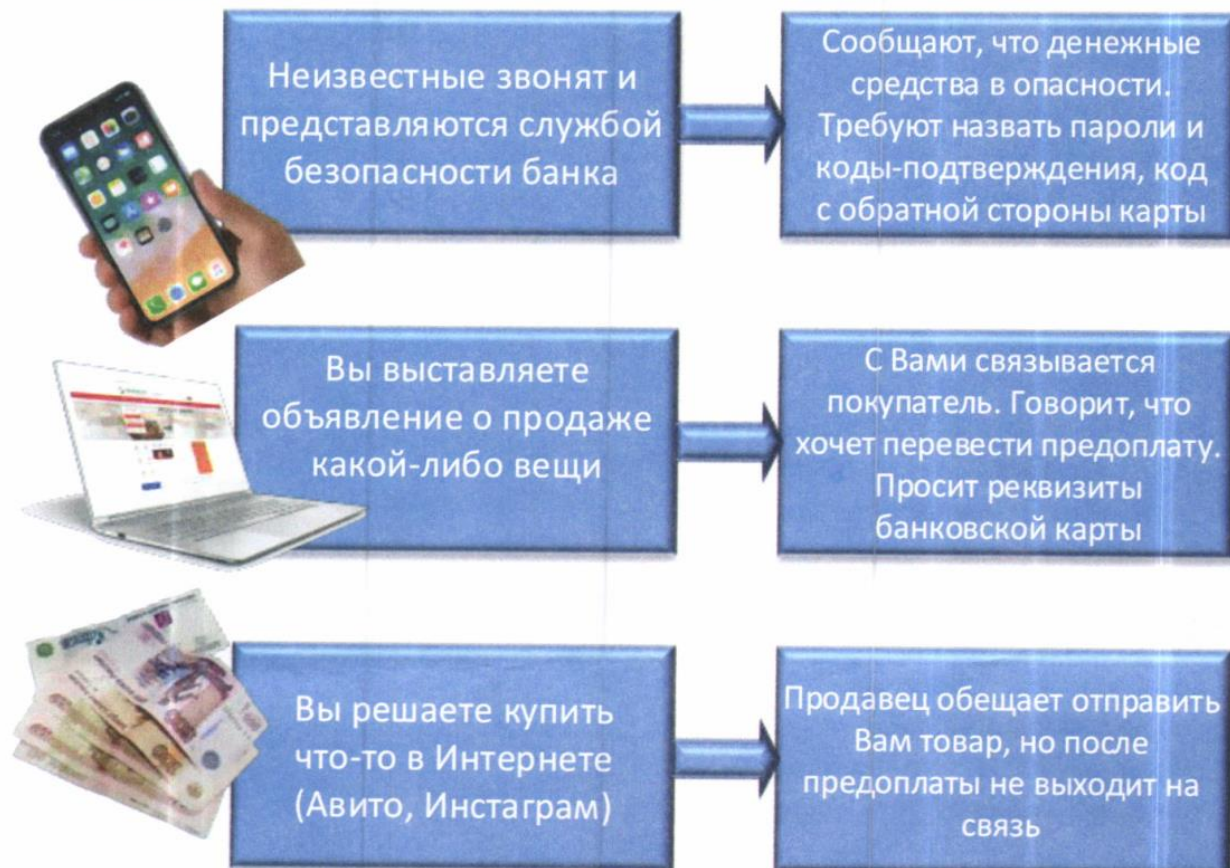 Неизвестные звонят и
представляются службой
безопасности банка
Сообщают, что денежные
средства в опасности.
Требуют назвать пароли и
коды-подтверждения, код
с обратной стороны карты
Вы выставляете
объявление о продаже
какой-либо вещи
С Вами связывается
покупатель. Говорит, что
хочет перевести предоплату.
Просит реквизиты
банковской карты
Вы решаете купить
что-то в Интернете
(Авито, Инстаграм)
Продавец обещает отправить
Вам товар, но после
предоплаты не выходит на
связь